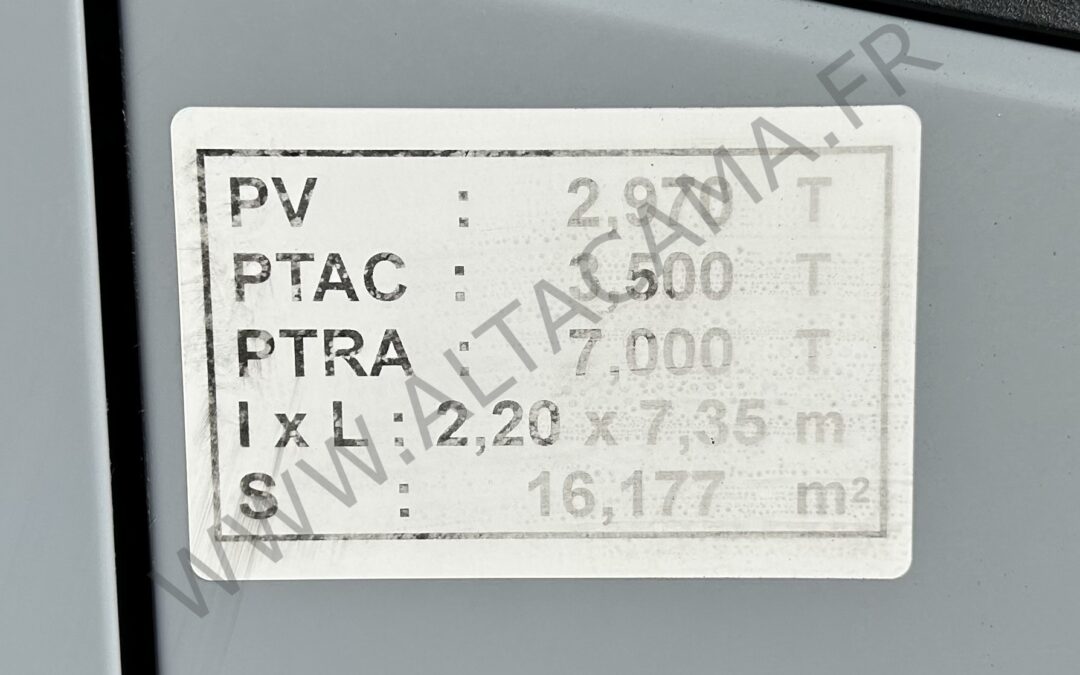 PV : 2,970 T
PTAC : 3,500 T
PTRA : 7,000 T
l x L : 2,20 x 7,35 m
S : 16,177 m²
WWW.ALTACAMA.FR